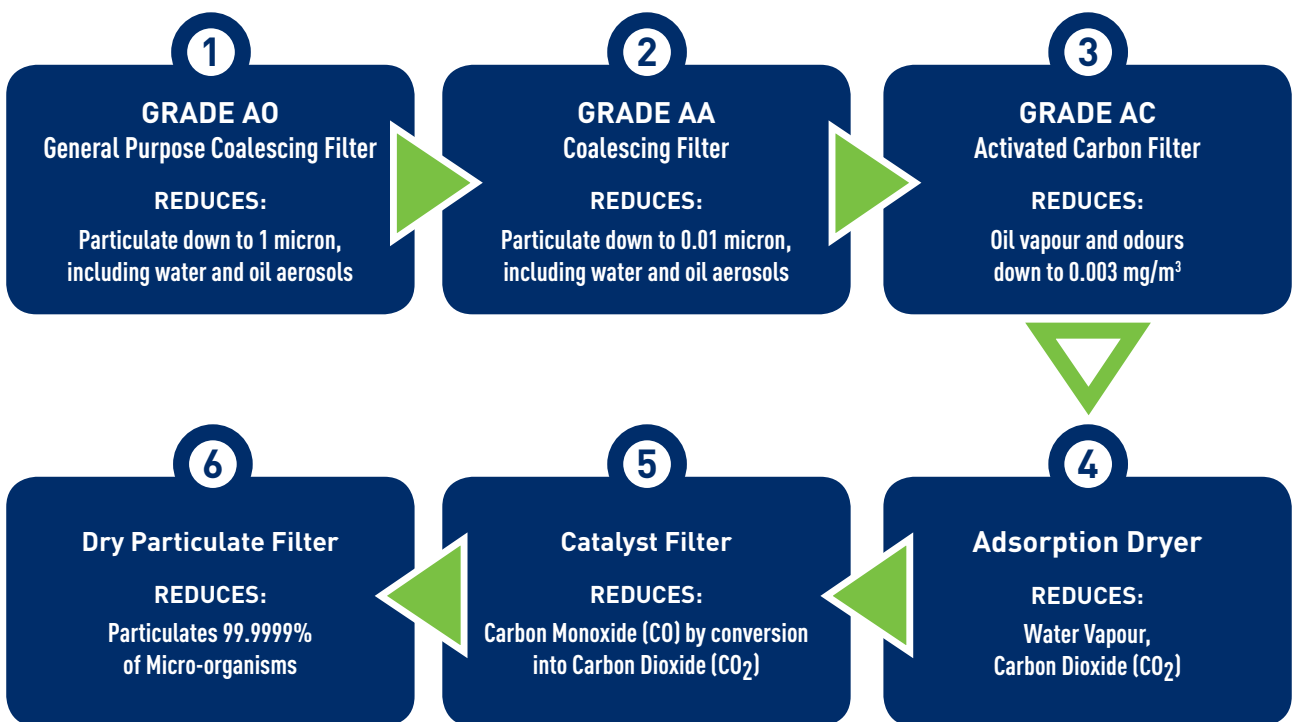 1
GRADE AO
General Purpose Coalescing Filter
REDUCES:
Particulate down to 1 micron,
including water and oil aerosols
2
GRADE AA
Coalescing Filter
REDUCES:
Particulate down to 0.01 micron,
including water and oil aerosols
3
GRADE AC
Activated Carbon Filter
REDUCES:
Oil vapour and odours
down to 0.003 mg/m³
4
Adsorption Dryer
REDUCES:
Water Vapour,
Carbon Dioxide (CO₂)
5
Catalyst Filter
REDUCES:
Carbon Monoxide (CO) by conversion
into Carbon Dioxide (CO₂)
6
Dry Particulate Filter
REDUCES:
Particulates 99.9999%
of Micro-organisms